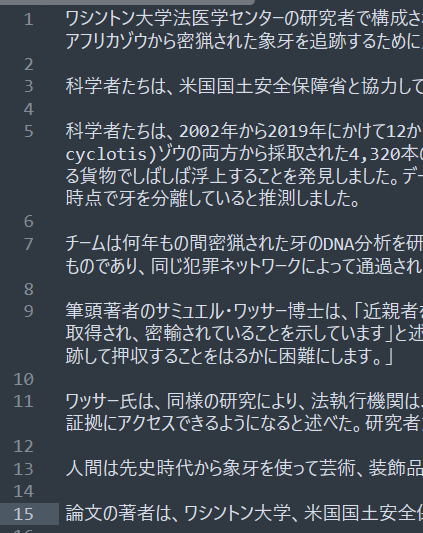 1 ワシントン大学法医学センターの研究者で構成さ
アフリカゾウから密猟された象牙を追跡するために
2
3 科学者たちは、米国国土安全保障省と協力して
4
5 科学者たちは、2002年から2019年にかけて12か
cyclotis)ゾウの両方から採取された4,320本の
る貨物でしばしば浮上することを発見しました。デー
時点で牙を分離していると推測しました。
6
7 チームは何年もの間密猟された牙のDNA分析を研
ものであり、同じ犯罪ネットワークによって通過され
8
9 筆頭著者のサミュエル・ワッサー博士は、「近親者を
取得され、密輸されていることを示しています」と述
跡して押収することをはるかに困難にします。」
10
11 ワッサー氏は、同様の研究により、法執行機関は、
証拠にアクセスできるようになると述べた。研究者
12
13 人間は先史時代から象牙を使って芸術、装飾品
14
15 論文の著者は、ワシントン大学、米国国土安全保